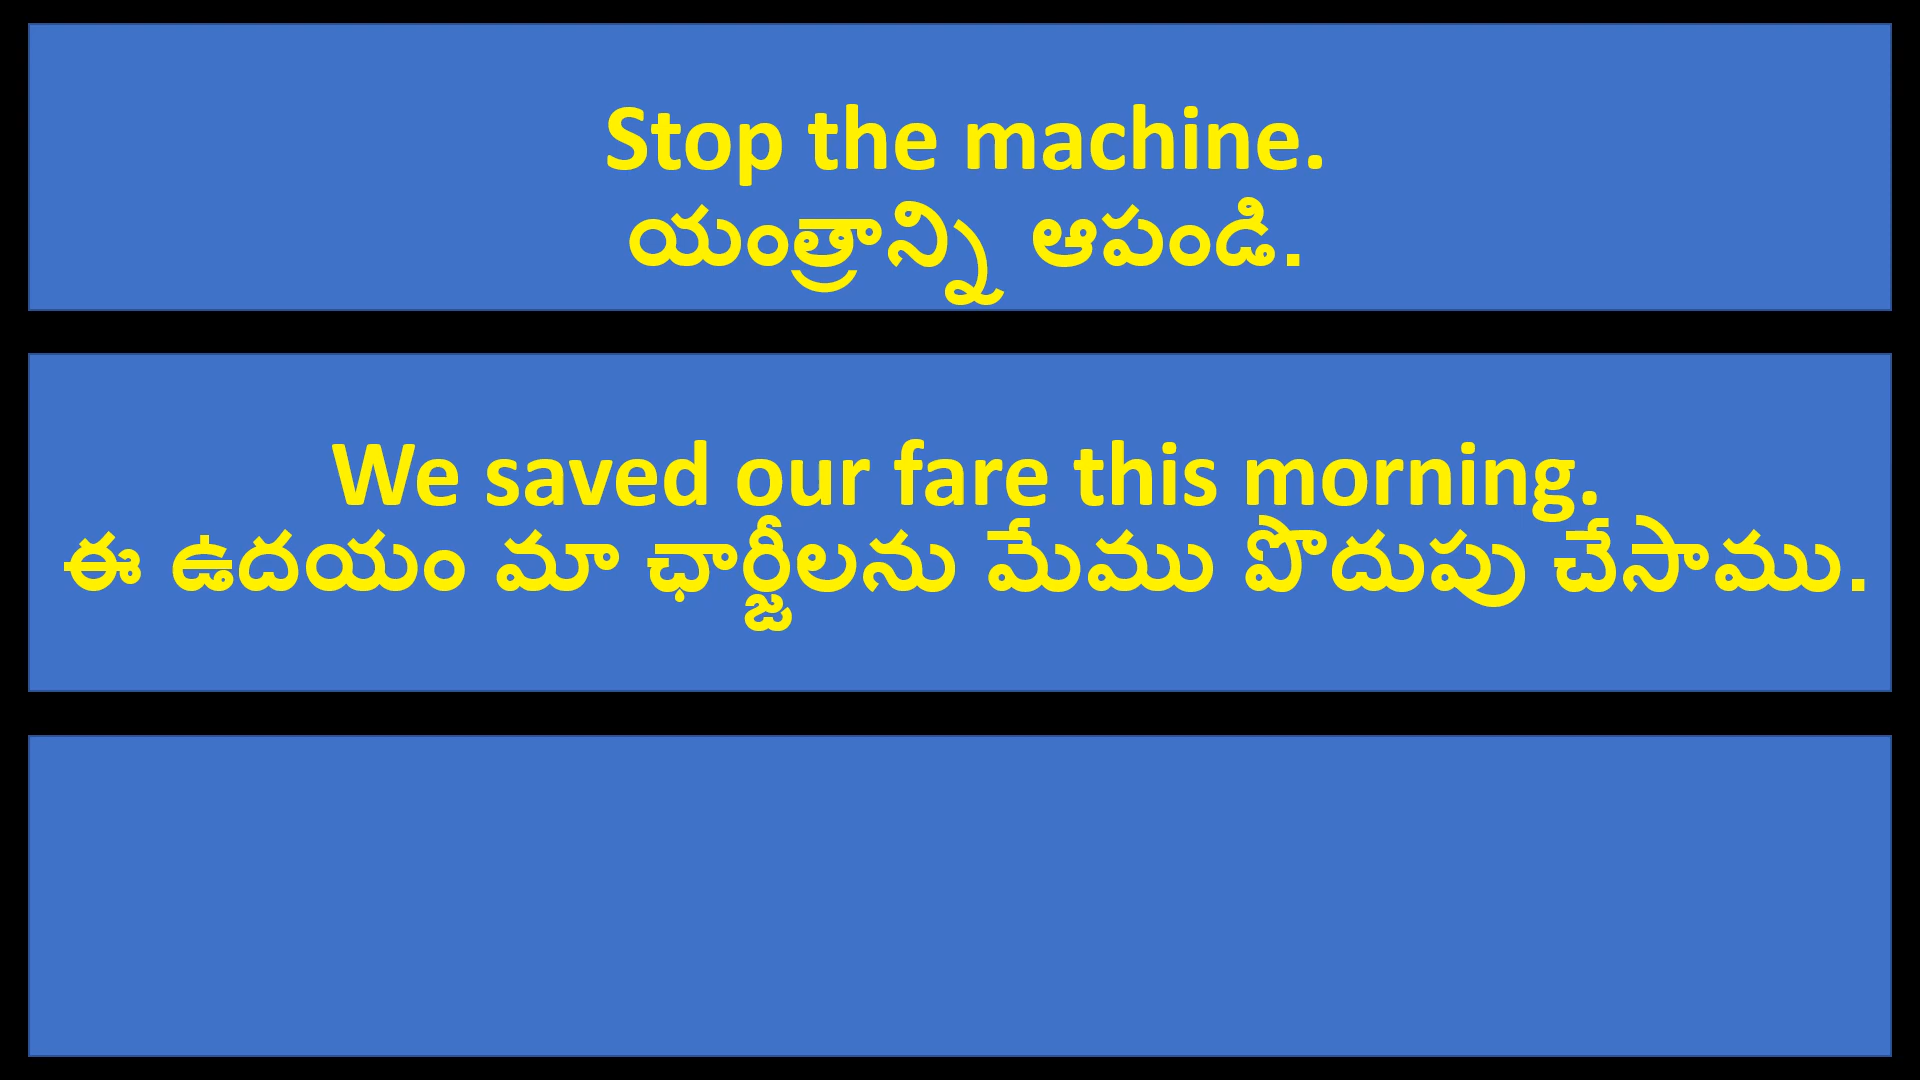 Stop the machine.
యంత్రాన్ని ఆపండి.
We saved our fare this morning.
ఈ ఉదయం మా ఛార్జీలను మేము పొదుపు చేసాము.